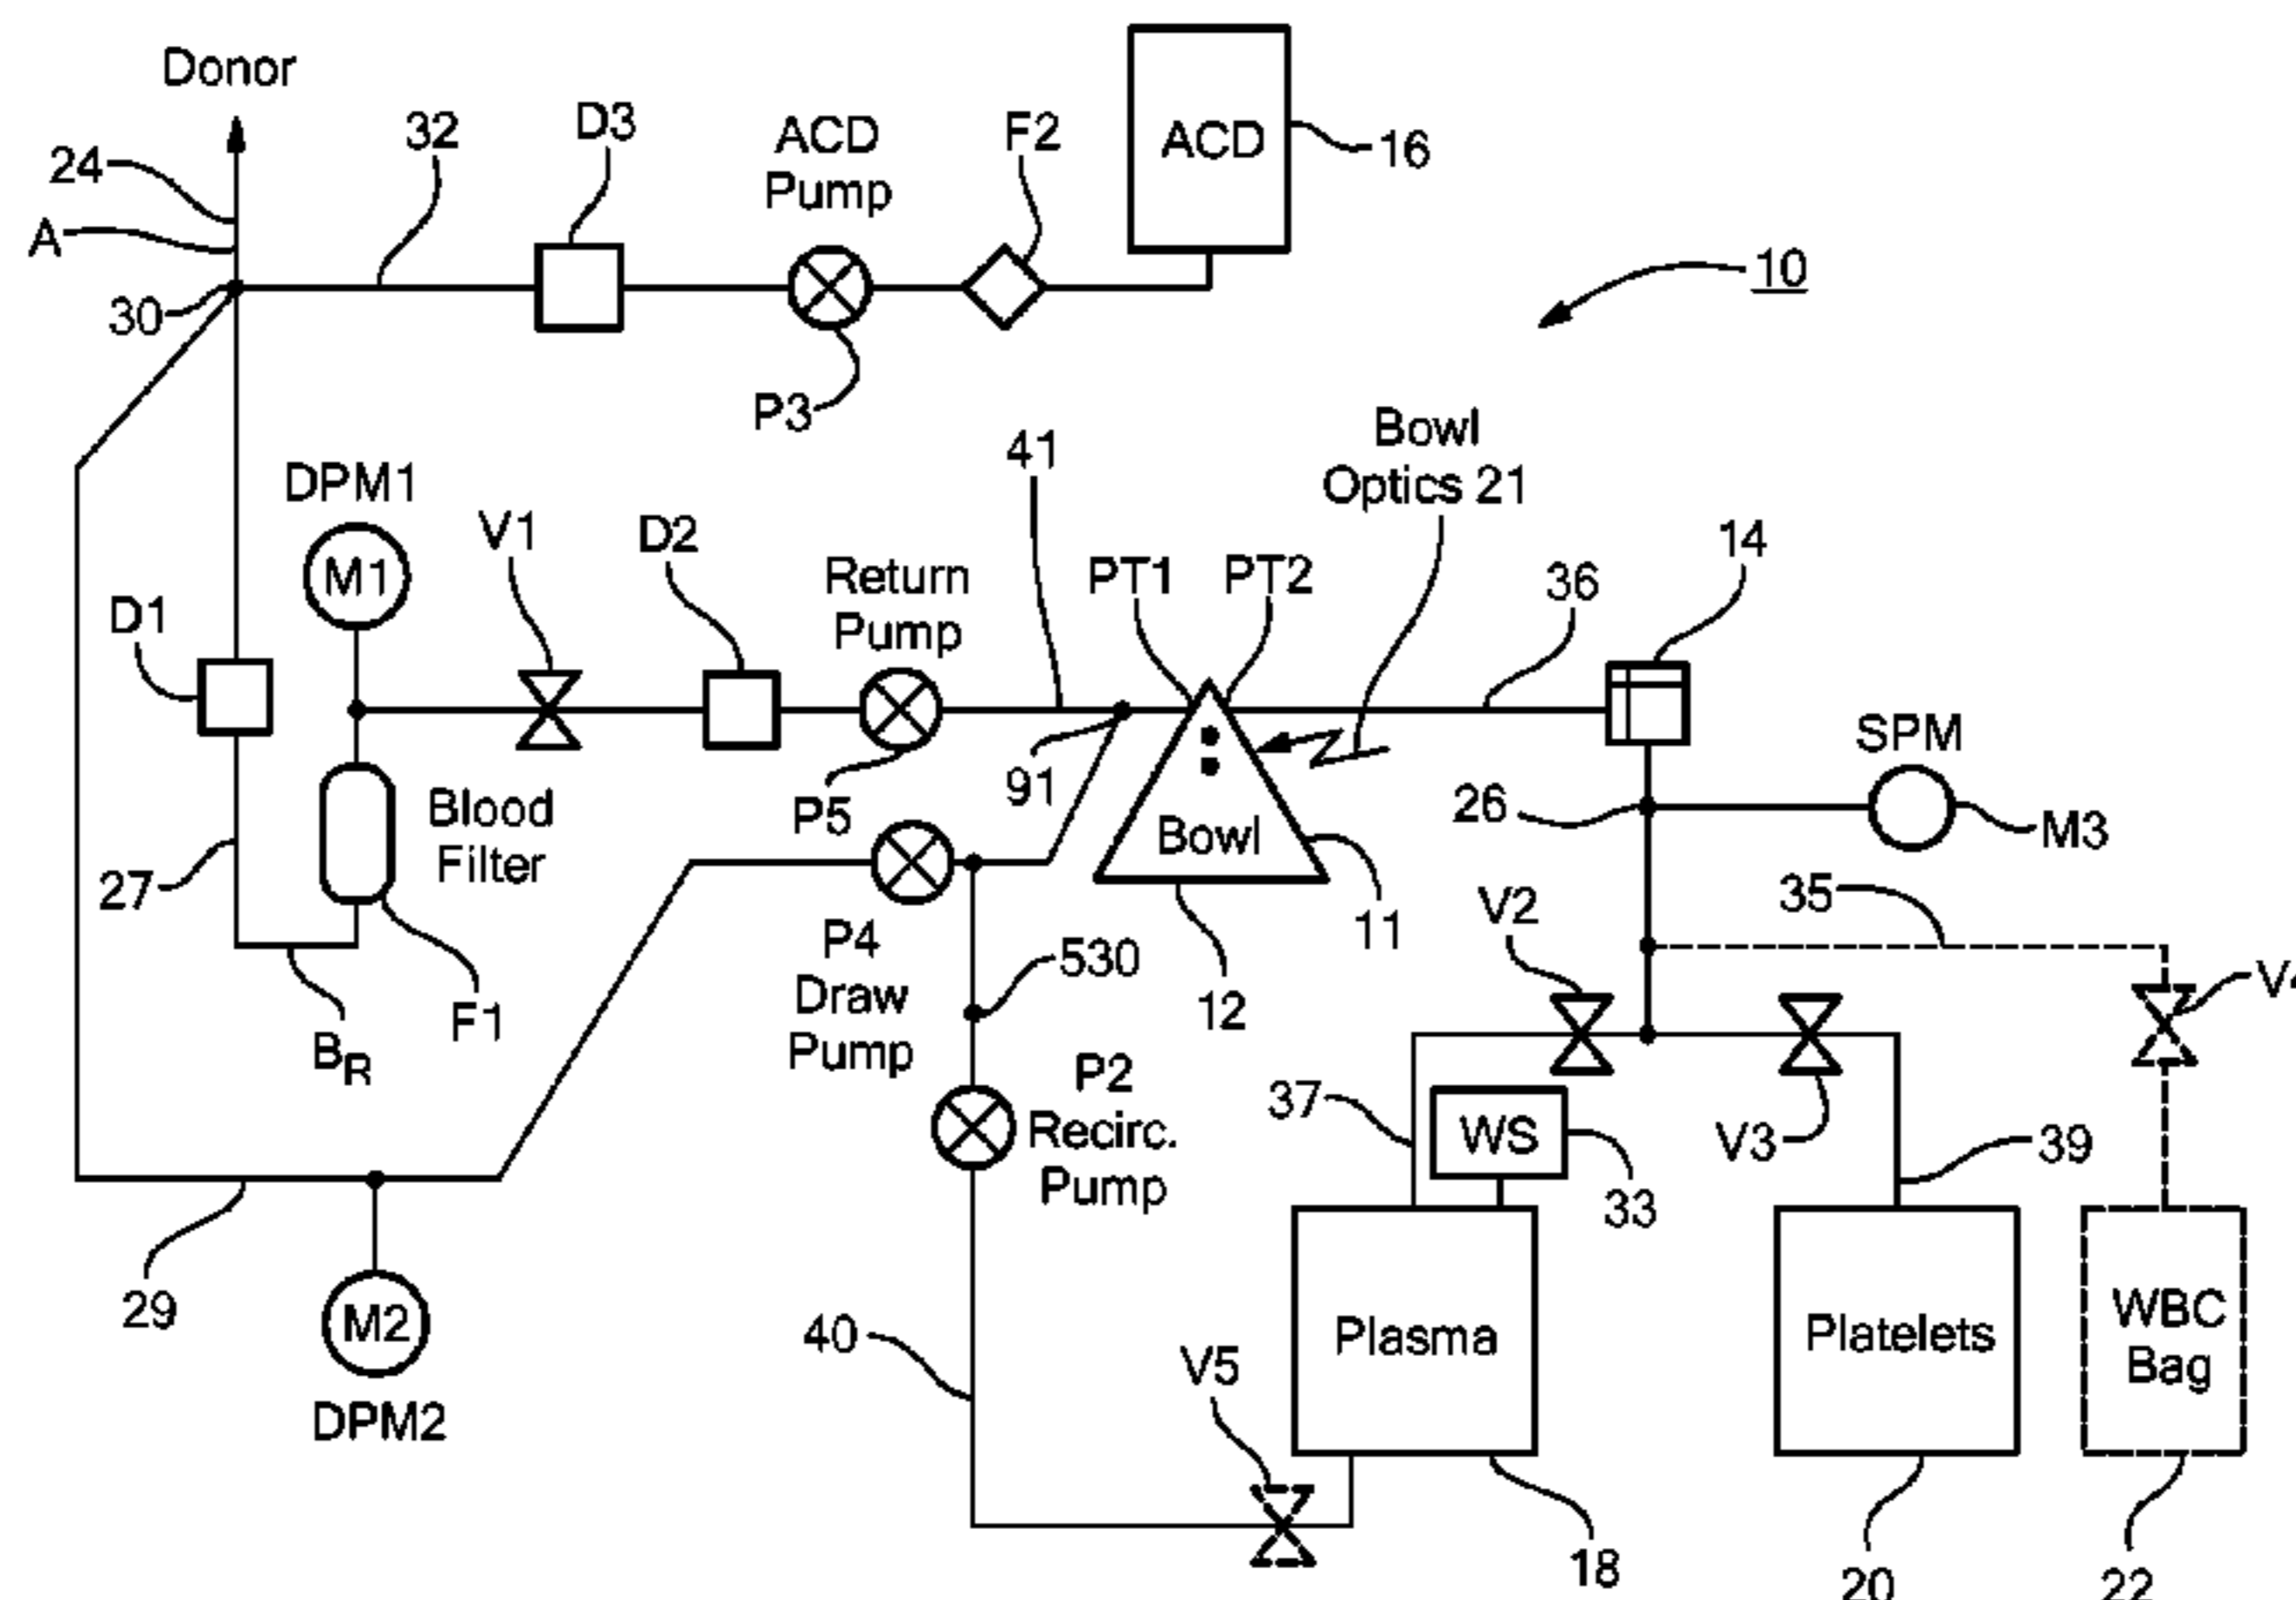 Donor
24
A
30
32
D3
ACD
Pump
P3
F2
ACD
16
10
DPM1
M1
V1
D2
Return
Pump
P5
41
91
PT1
PT2
Bowl
Optics 21
36
14
SPM
M3
26
D1
27
Blood
Filter
F1
BR
P4
Draw
Pump
530
Bowl
12
11
35
V2
V3
P2
Recirc.
Pump
37
WS
33
39
29
M2
DPM2
40
V5
Plasma
18
Platelets
20
WBC
Bag
22